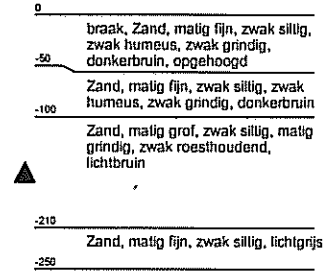 0
braak, Zand, matig fijn, zwak siltig,
zwak humeus, zwak grindig,
donkerbruin, opgehoogd
-50
Zand, matig fijn, zwak siltig, zwak
humeus, zwak grindig, donkerbruin
-100
Zand, matig grof, zwak siltig, matig
grindig, zwak roesthoudend,
lichtbruin
-210
Zand, matig fijn, zwak siltig, lichtgrijs
-250